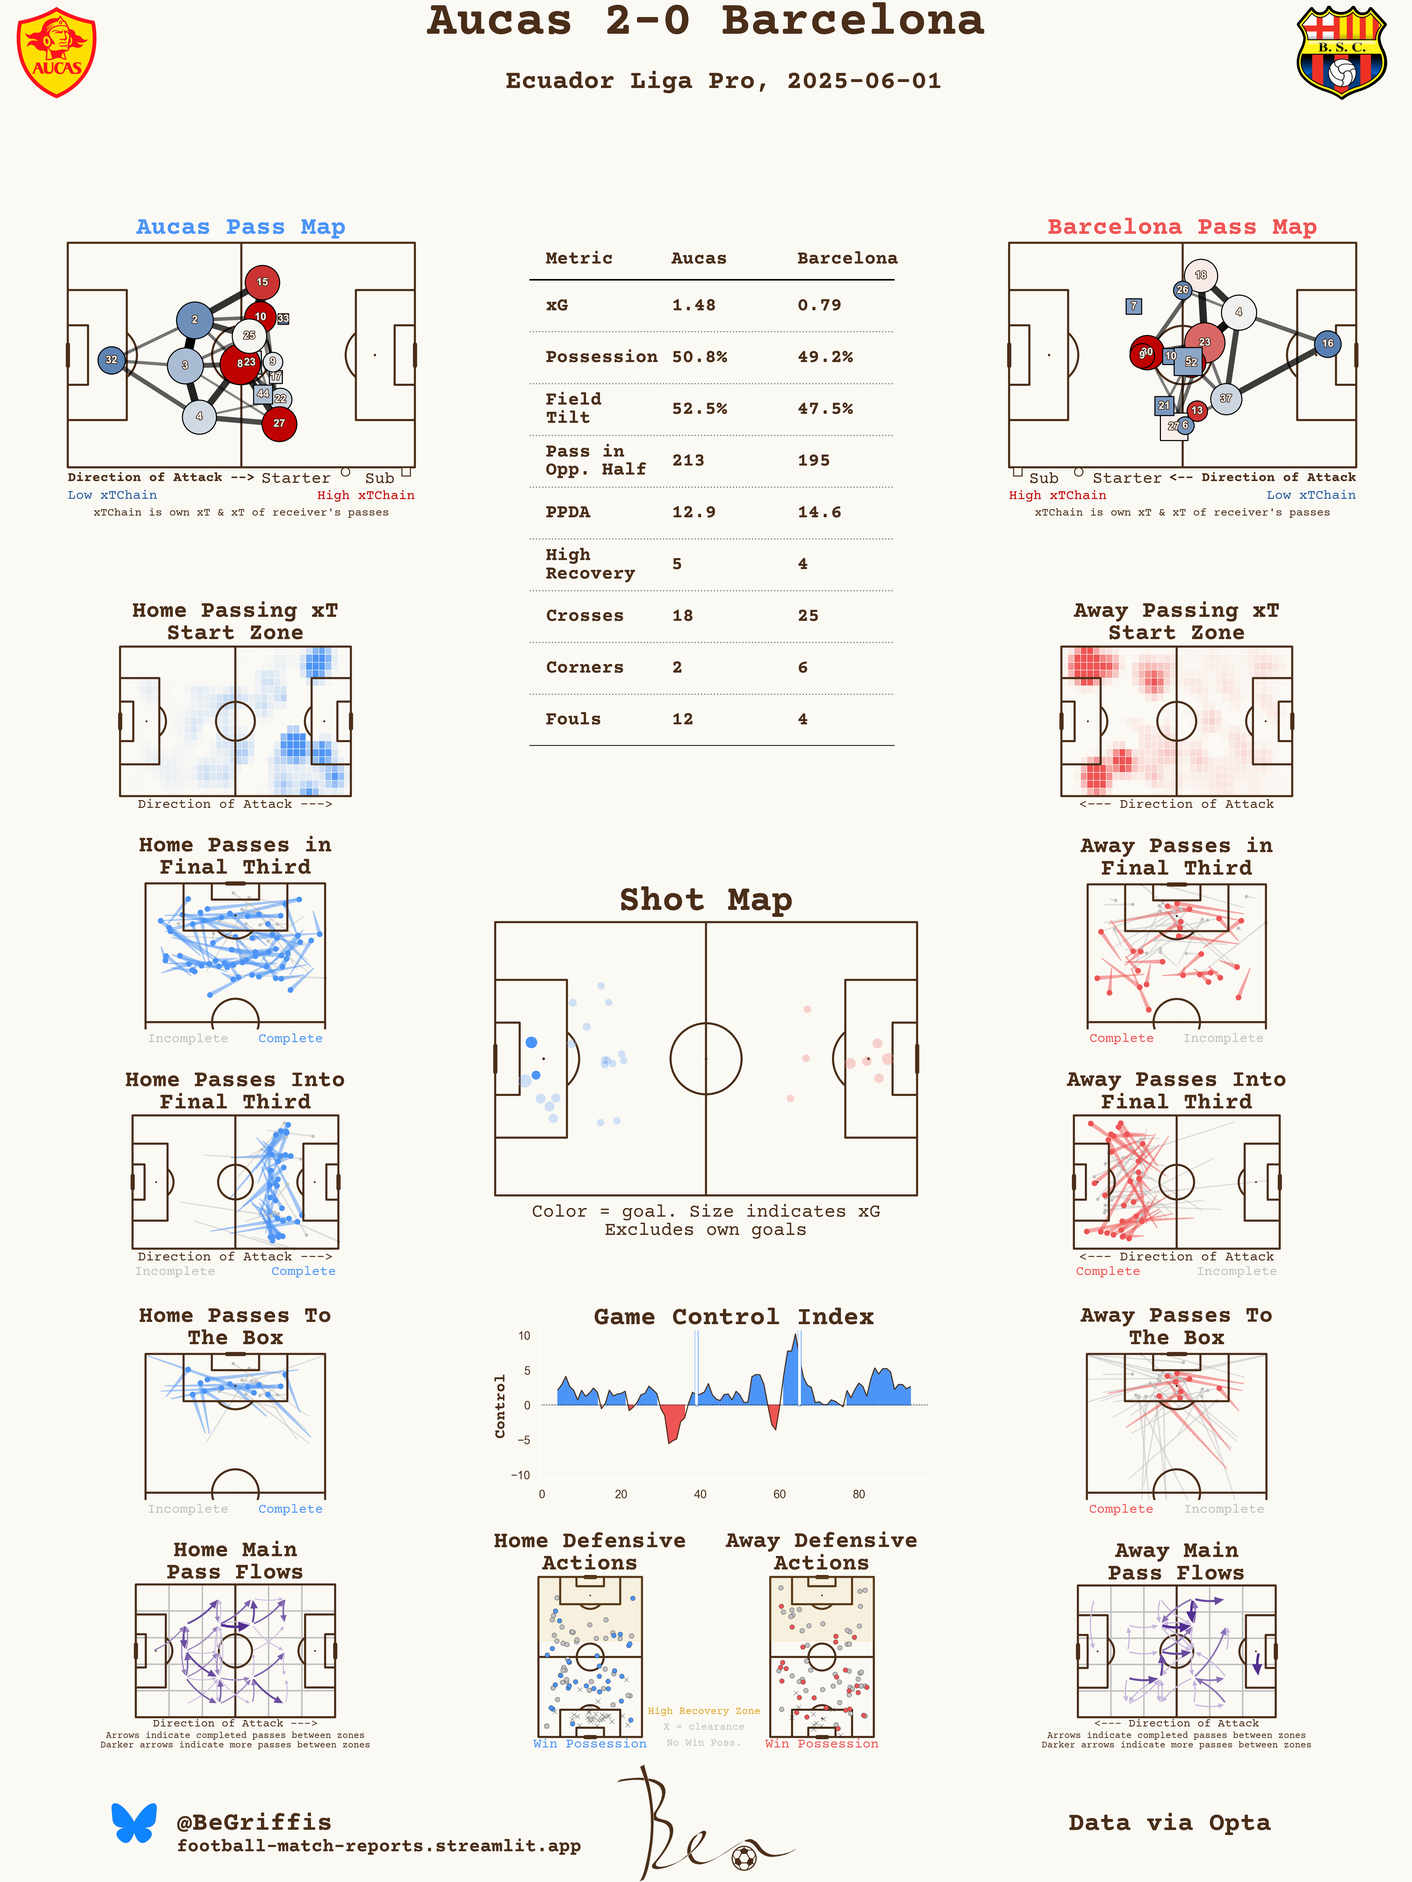 Aucas 2-0 Barcelona
Ecuador Liga Pro, 2025-06-01
AUCAS
B. S. C.
Aucas Pass Map
15
2
10
33
25
32
3
8
23
9
17
44
22
4
27
Direction of Attack --> Starter Sub
Low xTChain High xTChain
xTChain is own xT & xT of receiver's passes
Metric Aucas Barcelona
xG 1.48 0.79
Possession 50.8% 49.2%
Field Tilt 52.5% 47.5%
Pass in Opp. Half 213 195
PPDA 12.9 14.6
High Recovery 5 4
Crosses 18 25
Corners 2 6
Fouls 12 4
Barcelona Pass Map
18
26
7
4
23
16
9
10
37
21
13
6
Sub Starter <-- Direction of Attack
High xTChain Low xTChain
xTChain is own xT & xT of receiver's passes
Home Passing xT
Start Zone
Direction of Attack --->
Away Passing xT
Start Zone
<--- Direction of Attack
Home Passes in
Final Third
Incomplete Complete
Away Passes in
Final Third
Complete Incomplete
Shot Map
Color = goal. Size indicates xG
Excludes own goals
Home Passes Into
Final Third
Direction of Attack --->
Incomplete Complete
Away Passes Into
Final Third
<--- Direction of Attack
Complete Incomplete
Home Passes To
The Box
Incomplete Complete
Game Control Index
Control
10
5
0
−5
−10
0 20 40 60 80
Away Passes To
The Box
Complete Incomplete
Home Main
Pass Flows
Direction of Attack --->
Arrows indicate completed passes between zones
Darker arrows indicate more passes between zones
Home Defensive
Actions
Win Possession
High Recovery Zone
X = clearance
No Win Poss.
Away Defensive
Actions
Win Possession
Away Main
Pass Flows
<--- Direction of Attack
Arrows indicate completed passes between zones
Darker arrows indicate more passes between zones
@BeGriffis
football-match-reports.streamlit.app
Ben
Data via Opta